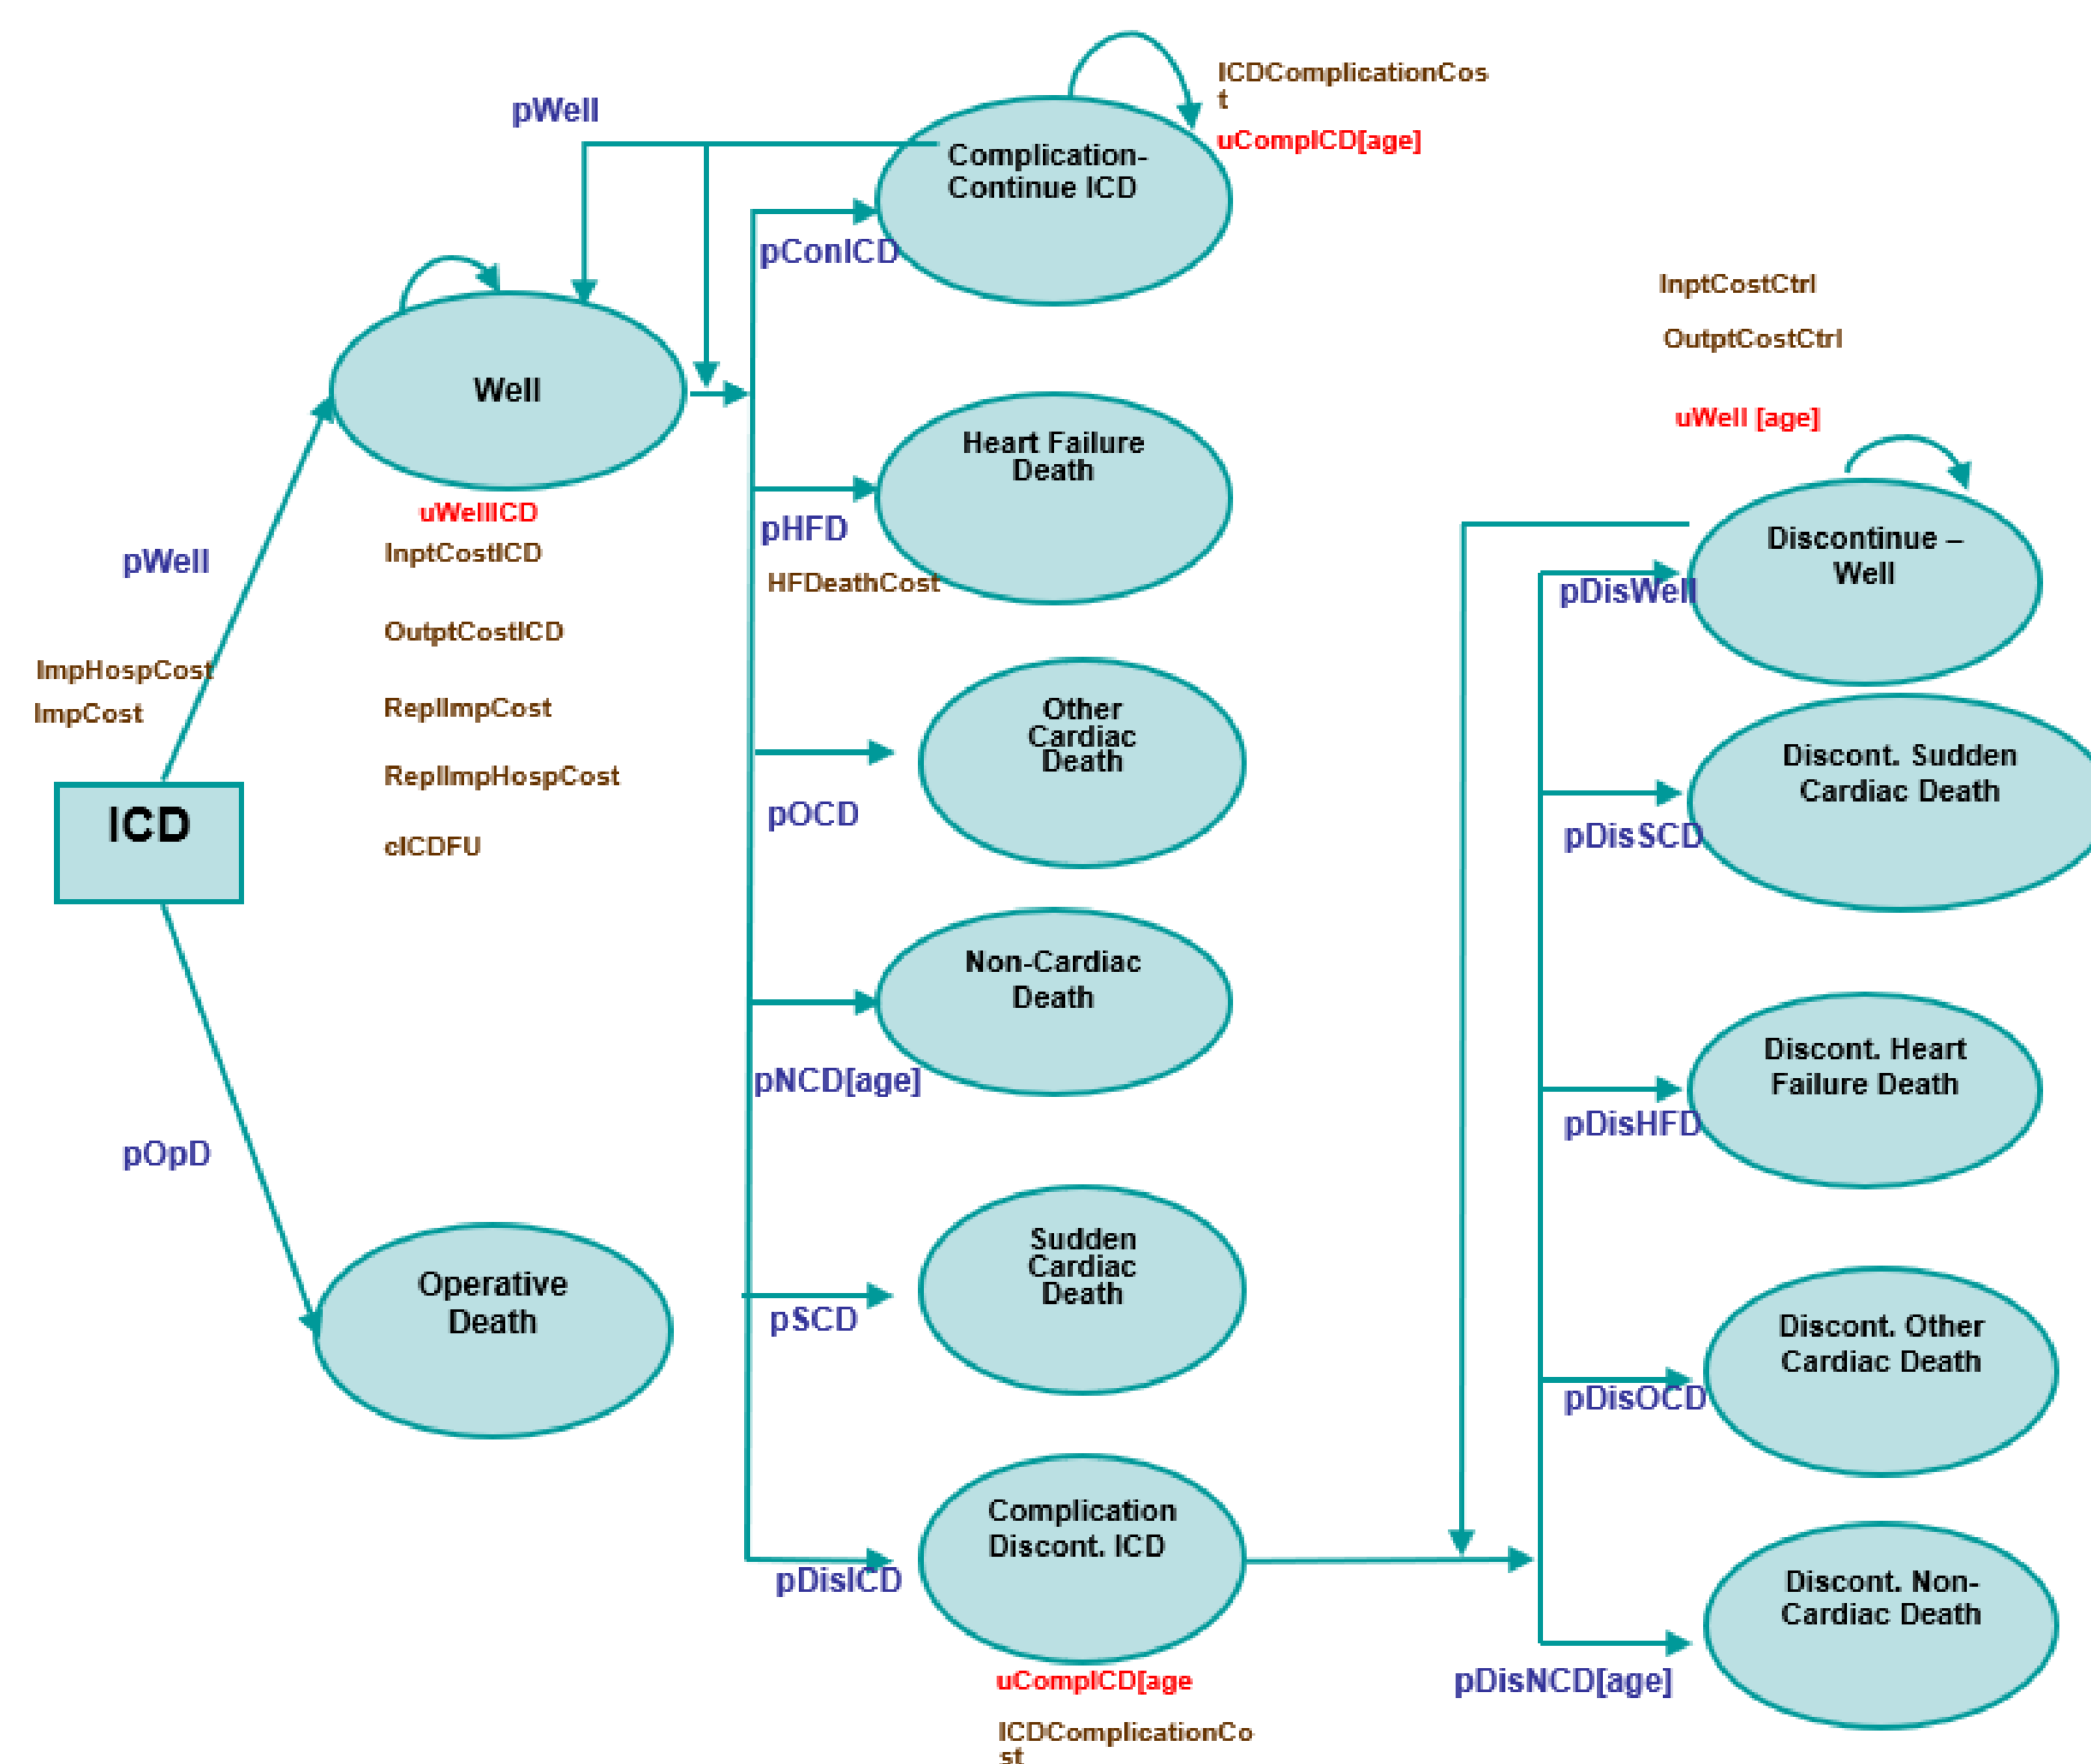 pWell
ICDComplicationCos
t
uCompICD[age]
Complication-
Continue ICD
pConICD
Well
uWellICD
InptCostICD
OutptCostICD
ReplImpCost
ReplImpHospCost
cICDFU
pWell
ImpHospCost
ImpCost
ICD
pOpD
Operative
Death
Heart Failure
Death
pHFD
HFDeathCost
Other
Cardiac
Death
pOCD
Non-Cardiac
Death
pNCD[age]
Sudden
Cardiac
Death
pSCD
Complication
Discont. ICD
pDisICD
uCompICD[age
ICDComplicationCo
st
InptCostCtrl
OutptCostCtrl
uWell [age]
Discontinue –
Well
pDisWell
Discont. Sudden
Cardiac Death
pDisSCD
Discont. Heart
Failure Death
pDisHFD
Discont. Other
Cardiac Death
pDisOCD
Discont. Non-
Cardiac Death
pDisNCD[age]